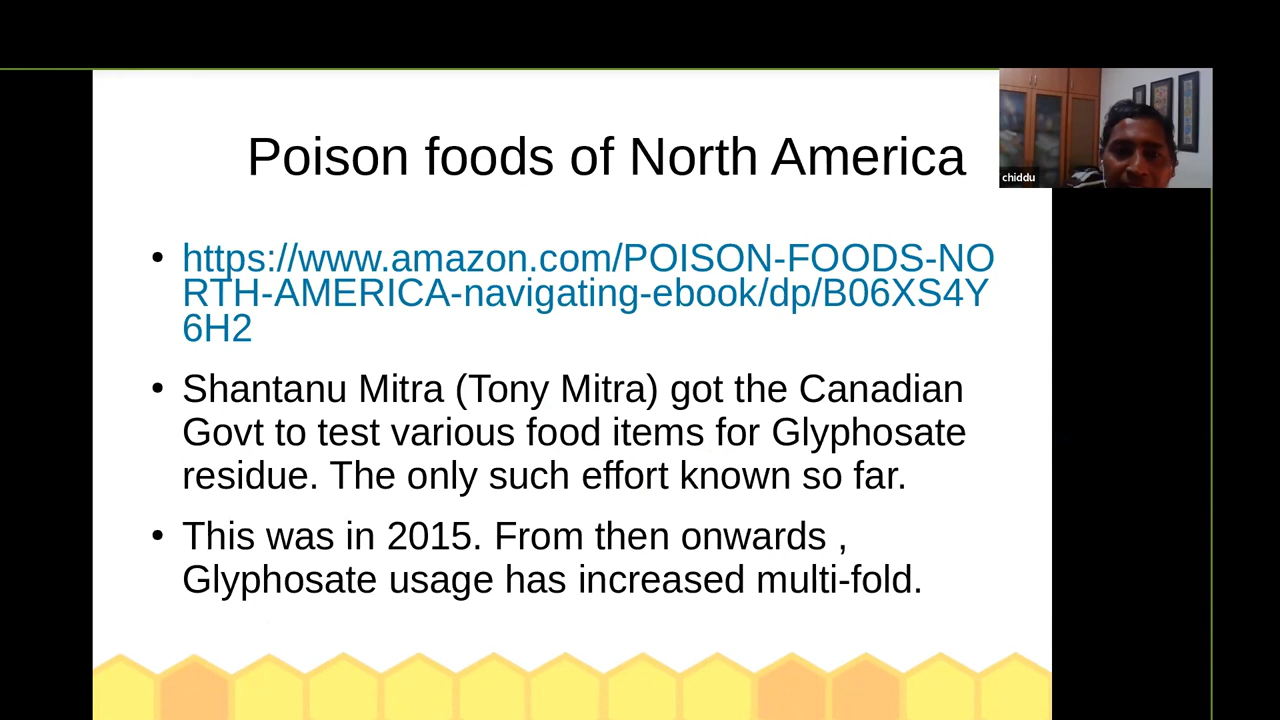 Poison foods of North America
chiddu
• https://www.amazon.com/POISON-FOODS-NO
RTH-AMERICA-navigating-ebook/dp/B06XS4Y
6H2
• Shantanu Mitra (Tony Mitra) got the Canadian
Govt to test various food items for Glyphosate
residue. The only such effort known so far.
• This was in 2015. From then onwards ,
Glyphosate usage has increased multi-fold.